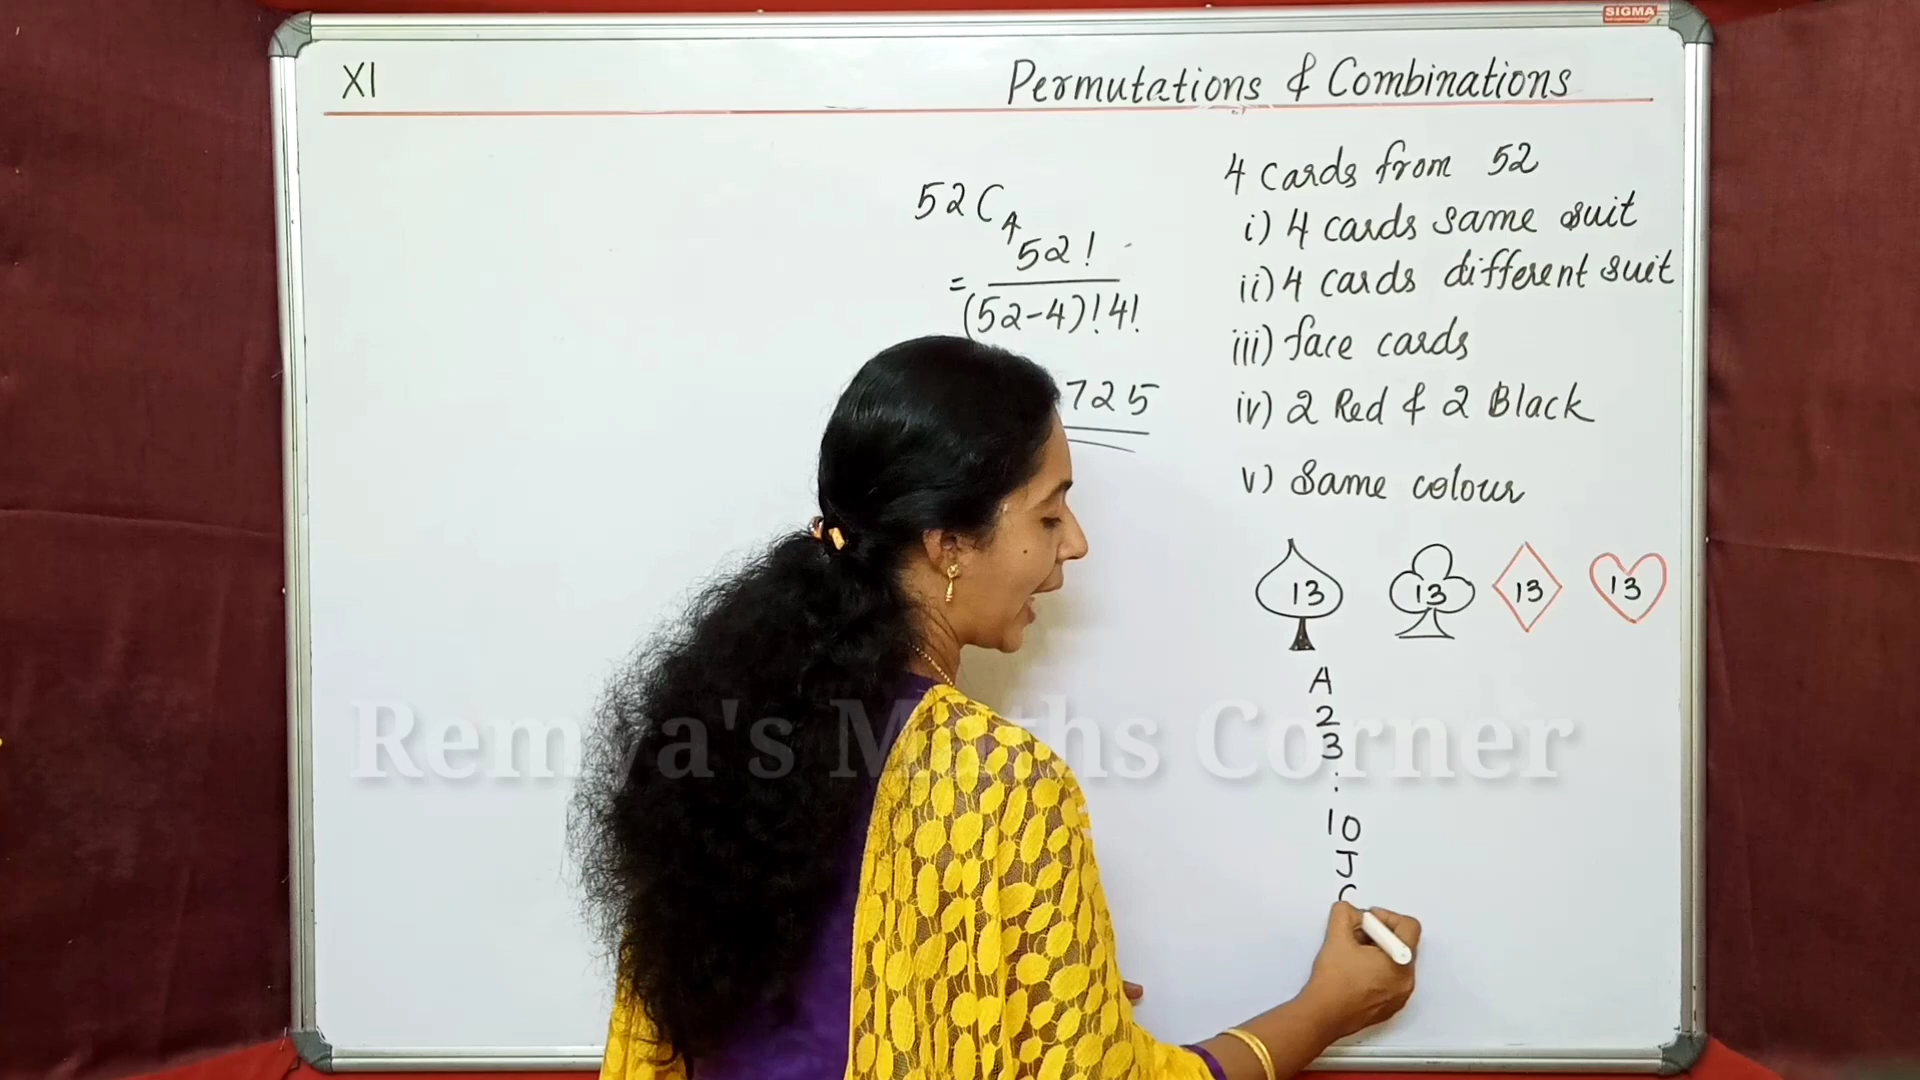 SIGMA
XI
Permutations & Combinations
52C4
= 52!
(52-4)!4!
725
4 cards from 52
i) 4 cards same suit
ii) 4 cards different suit
iii) face cards
iv) 2 Red & 2 Black
v) Same colour
13 13 13 13
A
2
3
.
.
10
J
Remya's Maths Corner